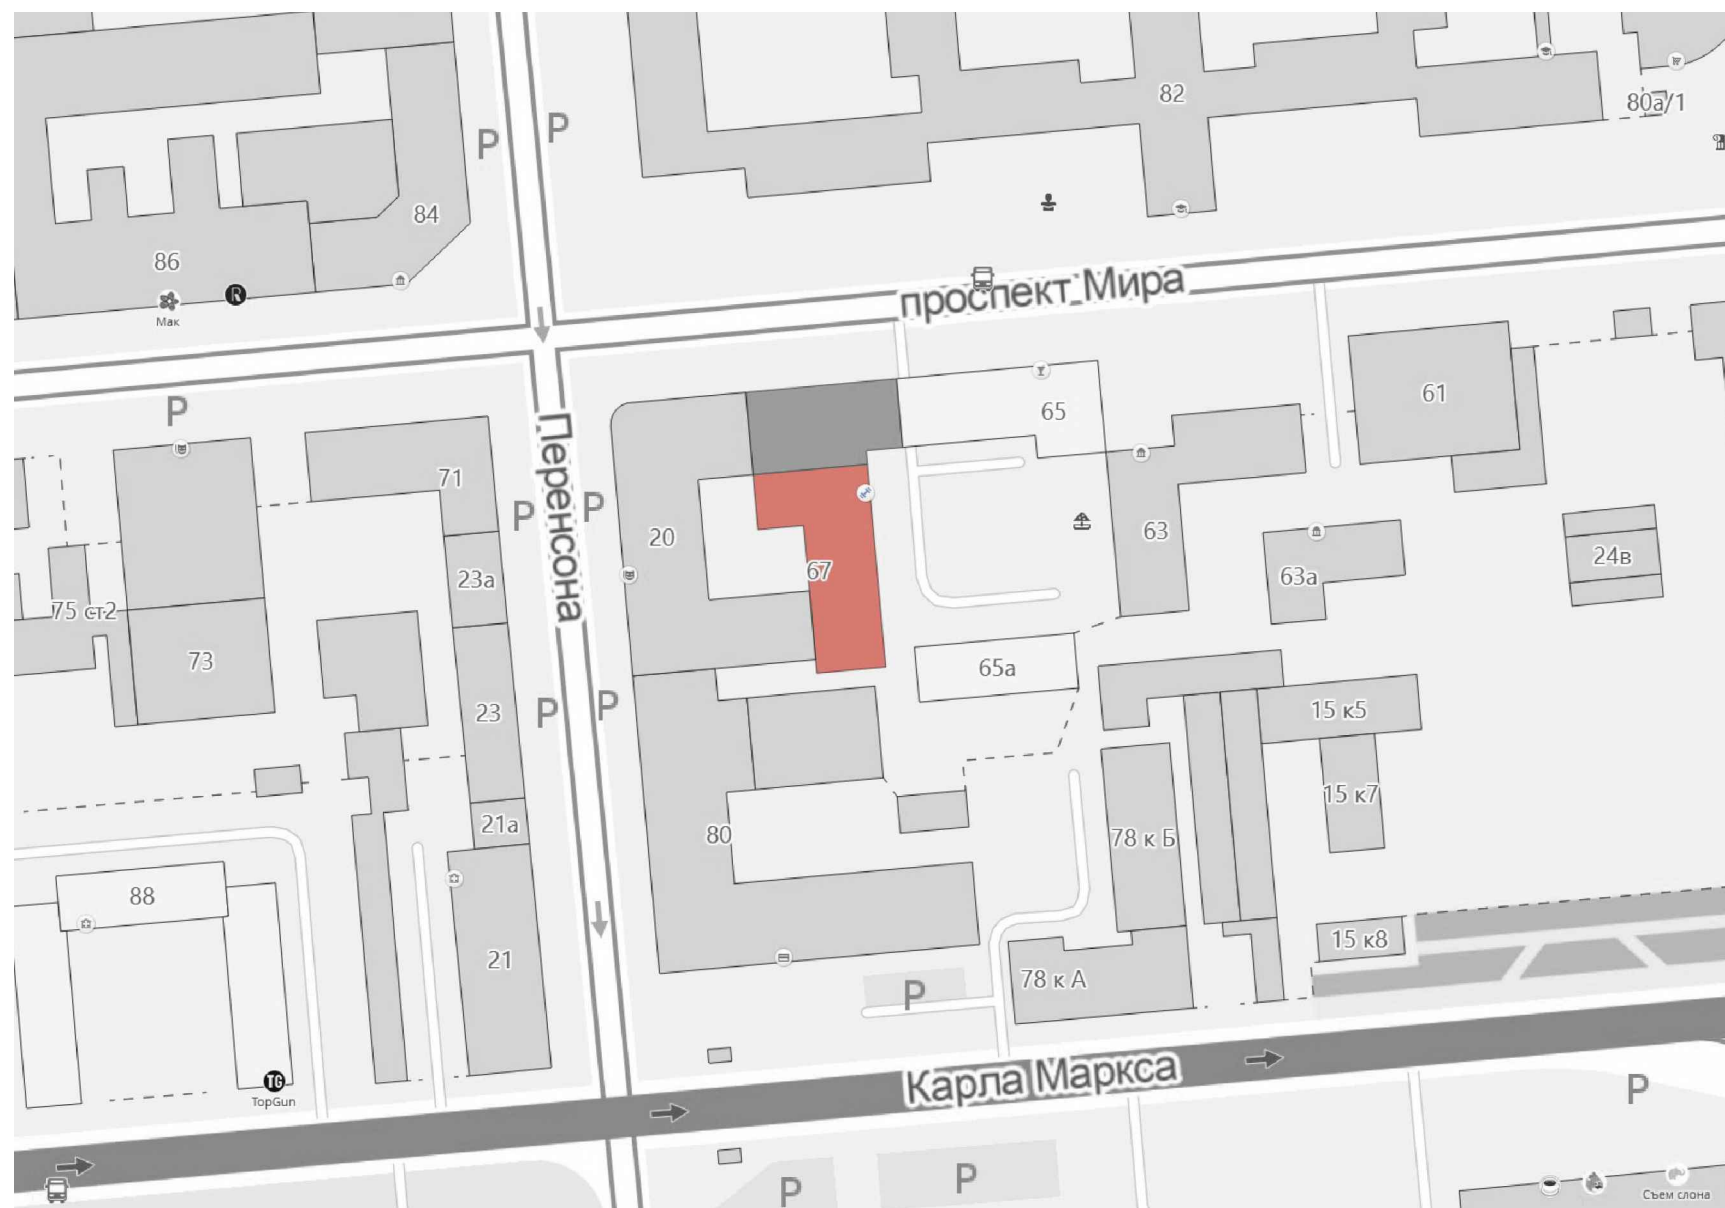 82
80а/1
P
P
84
86
Мак
проспект Мира
P
65
61
71
Перенсона
P
P
20
63
67
23а
63а
24в
75 ст2
73
65а
23
P
P
15 к5
15 к7
21а
80
78 к Б
88
15 к8
21
78 к А
P
Карла Маркса
TG
TopGun
P
P
P
Съем слона